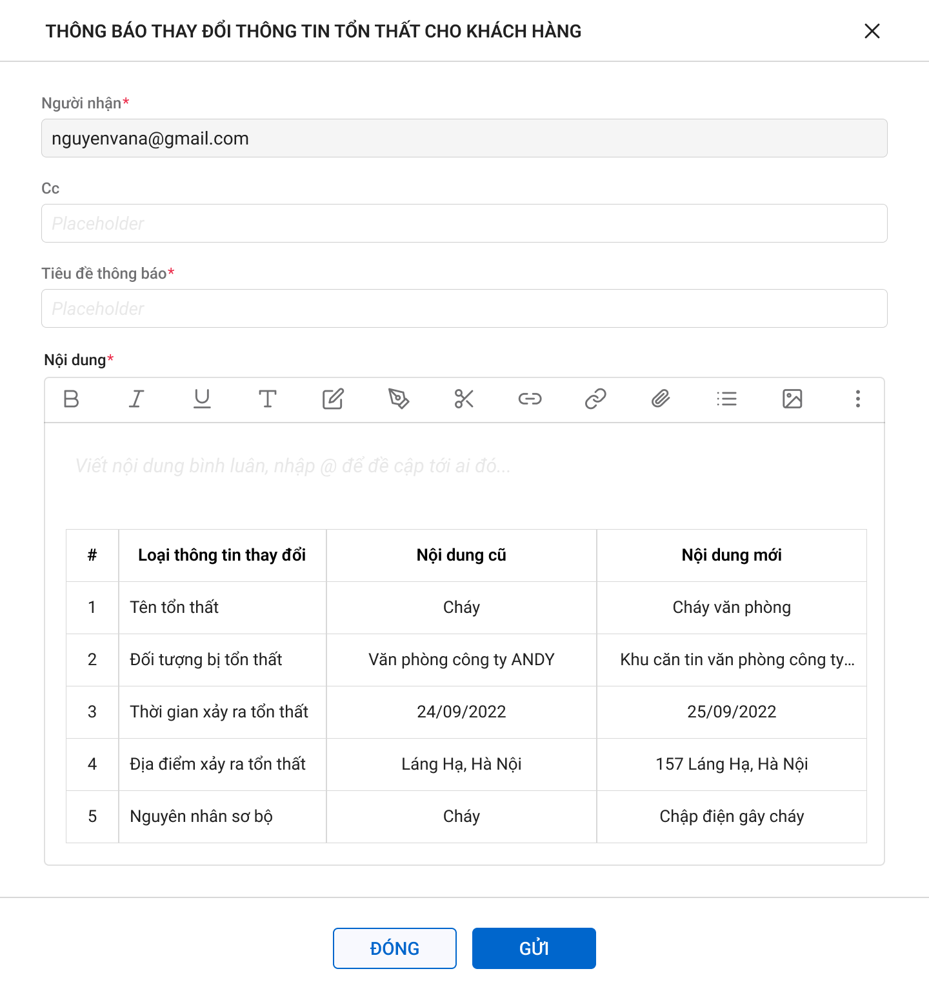 THÔNG BÁO THAY ĐỔI THÔNG TIN TỔN THẤT CHO KHÁCH HÀNG
Người nhận*
nguyenvana@gmail.com
Cc
Placeholder
Tiêu đề thông báo*
Placeholder
Nội dung*
Viết nội dung bình luân, nhập @ để đề cập tới ai đó...
# Loại thông tin thay đổi Nội dung cũ Nội dung mới
1 Tên tổn thất Cháy Cháy văn phòng
2 Đối tượng bị tổn thất Văn phòng công ty ANDY Khu căn tin văn phòng công ty...
3 Thời gian xảy ra tổn thất 24/09/2022 25/09/2022
4 Địa điểm xảy ra tổn thất Láng Hạ, Hà Nội 157 Láng Hạ, Hà Nội
5 Nguyên nhân sơ bộ Cháy Chập điện gây cháy
ĐÓNG GỬI